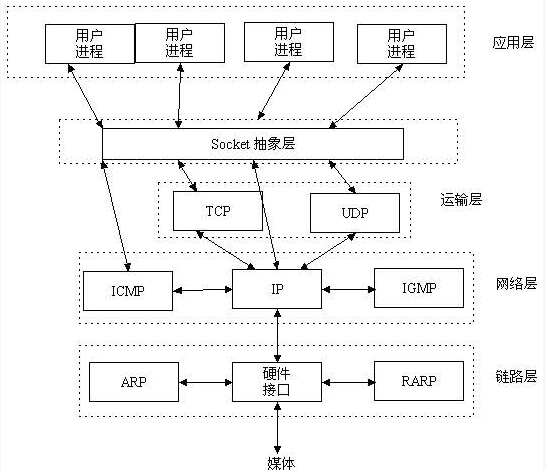 用户 用户 用户 用户
进程 进程 进程 进程
应用层
Socket 抽象层
运输层
TCP
UDP
ICMP
IP
IGMP
网络层
ARP
硬件
接口
RARP
链路层
媒体